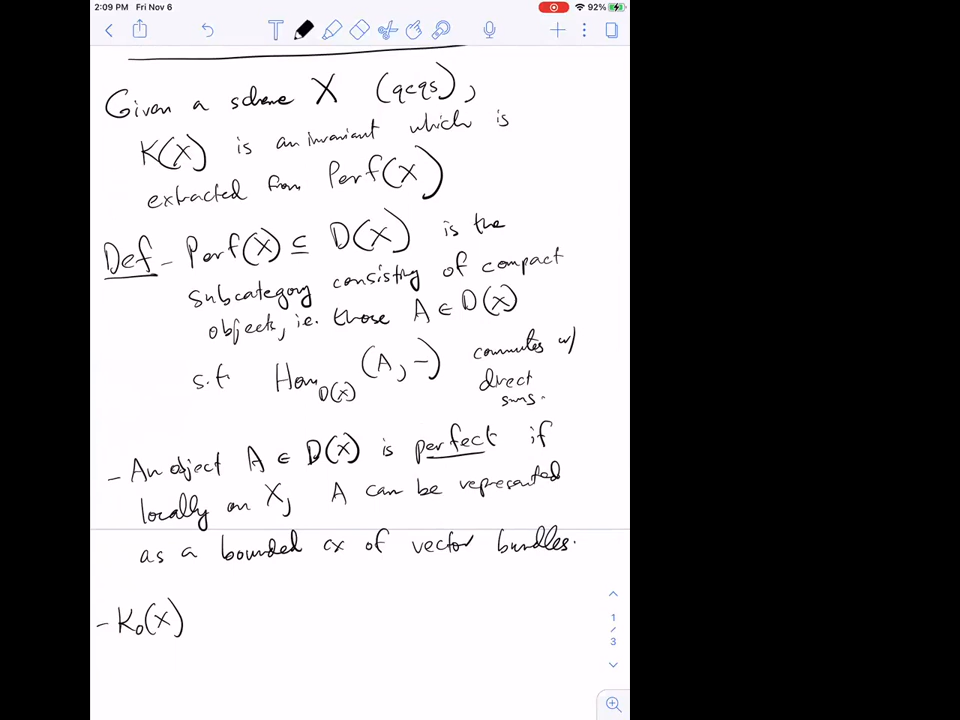 2:09 PM Fri Nov 6
92%
Given a scheme X (qcqs),
K(X) is an invariant which is
extracted from Perf(X)
Def - Perf(X) ⊆ D(X) is the
subcategory consisting of compact
objects, i.e. those A ∈ D(X)
s.t. Hom_{D(X)} (A, -) commutes w/
direct
sums.
- An object A ∈ D(X) is perfect if
locally on X, A can be represented
as a bounded cx of vector bundles.
- K₀(X)
1
/
3